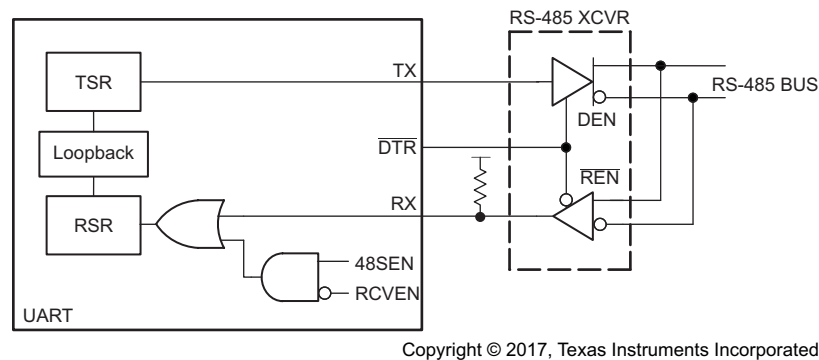 RS-485 XCVR
TSR
TX
RS-485 BUS
DEN
Loopback
DTR
REN
RX
RSR
48SEN
RCVEN
UART
Copyright © 2017, Texas Instruments Incorporated